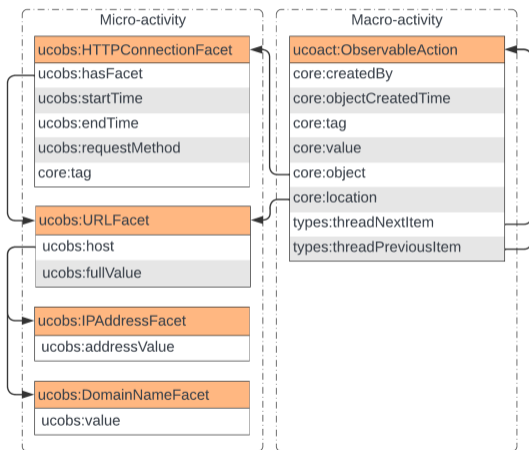 Micro-activity
ucobs:HTTPConnectionFacet
ucobs:hasFacet
ucobs:startTime
ucobs:endTime
ucobs:requestMethod
core:tag
ucobs:URLFacet
ucobs:host
ucobs:fullValue
ucobs:IPAddressFacet
ucobs:addressValue
ucobs:DomainNameFacet
ucobs:value
Macro-activity
ucoact:ObservableAction
core:createdBy
core:objectCreatedTime
core:tag
core:value
core:object
core:location
types:threadNextItem
types:threadPreviousItem